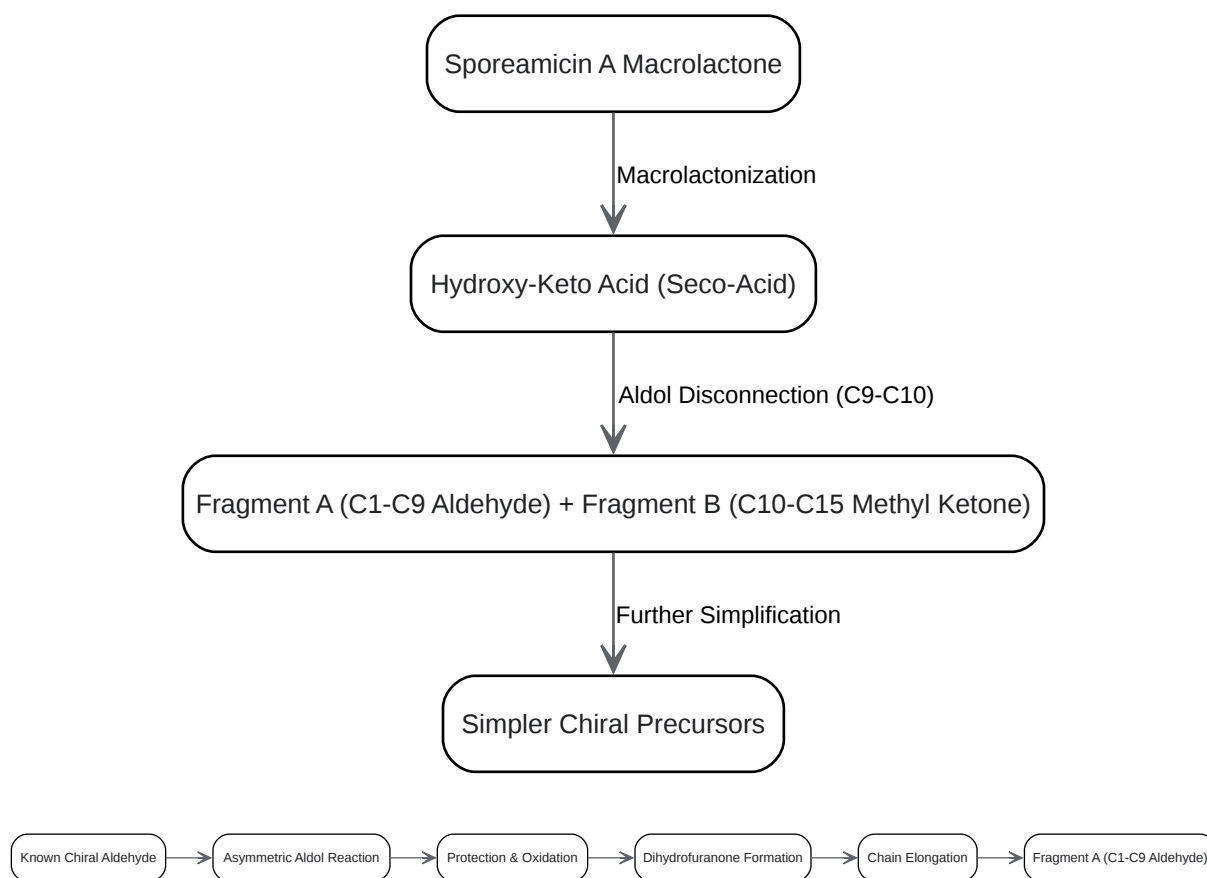 Sporeamicin A Macrolactone
Macrolactonization
Hydroxy-Keto Acid (Seco-Acid)
Aldol Disconnection (C9-C10)
Fragment A (C1-C9 Aldehyde) + Fragment B (C10-C15 Methyl Ketone)
Further Simplification
Simpler Chiral Precursors
Known Chiral Aldehyde
Asymmetric Aldol Reaction
Protection & Oxidation
Dihydrofuranone Formation
Chain Elongation
Fragment A (C1-C9 Aldehyde)